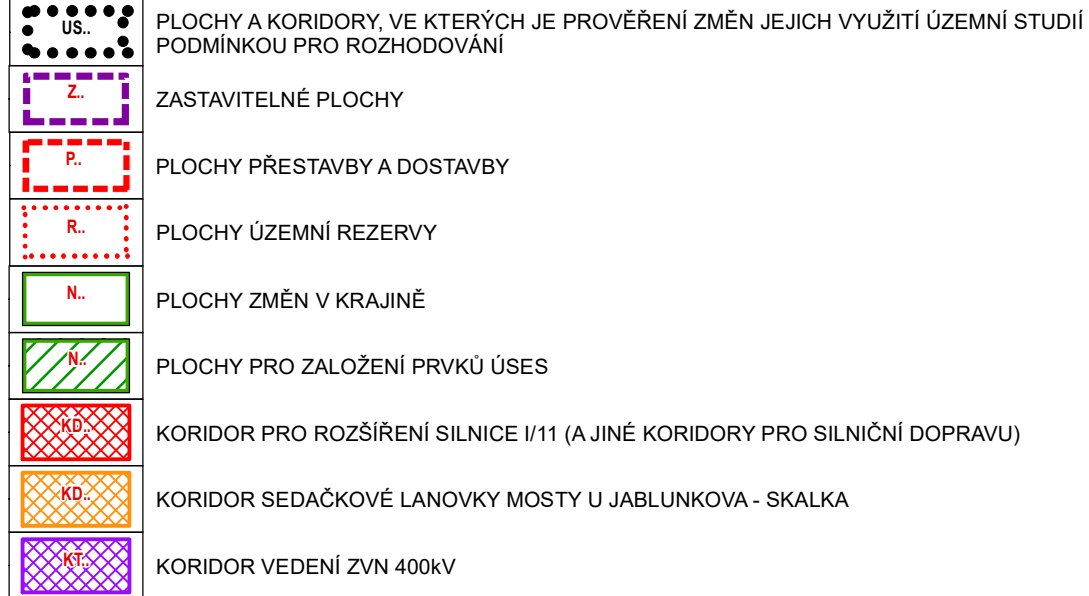 US.. PLOCHY A KORIDORY, VE KTERÝCH JE PROVĚŘENÍ ZMĚN JEJICH VYUŽITÍ ÚZEMNÍ STUDIÍ
PODMÍNKOU PRO ROZHODOVÁNÍ
Z.. ZASTAVITELNÉ PLOCHY
P.. PLOCHY PŘESTAVBY A DOSTAVBY
R.. PLOCHY ÚZEMNÍ REZERVY
N.. PLOCHY ZMĚN V KRAJINĚ
N.. PLOCHY PRO ZALOŽENÍ PRVKŮ ÚSES
KD.. KORIDOR PRO ROZŠÍŘENÍ SILNICE I/11 (A JINÉ KORIDORY PRO SILNIČNÍ DOPRAVU)
KD.. KORIDOR SEDAČKOVÉ LANOVKY MOSTY U JABLUNKOVA - SKALKA
KT.. KORIDOR VEDENÍ ZVN 400kV